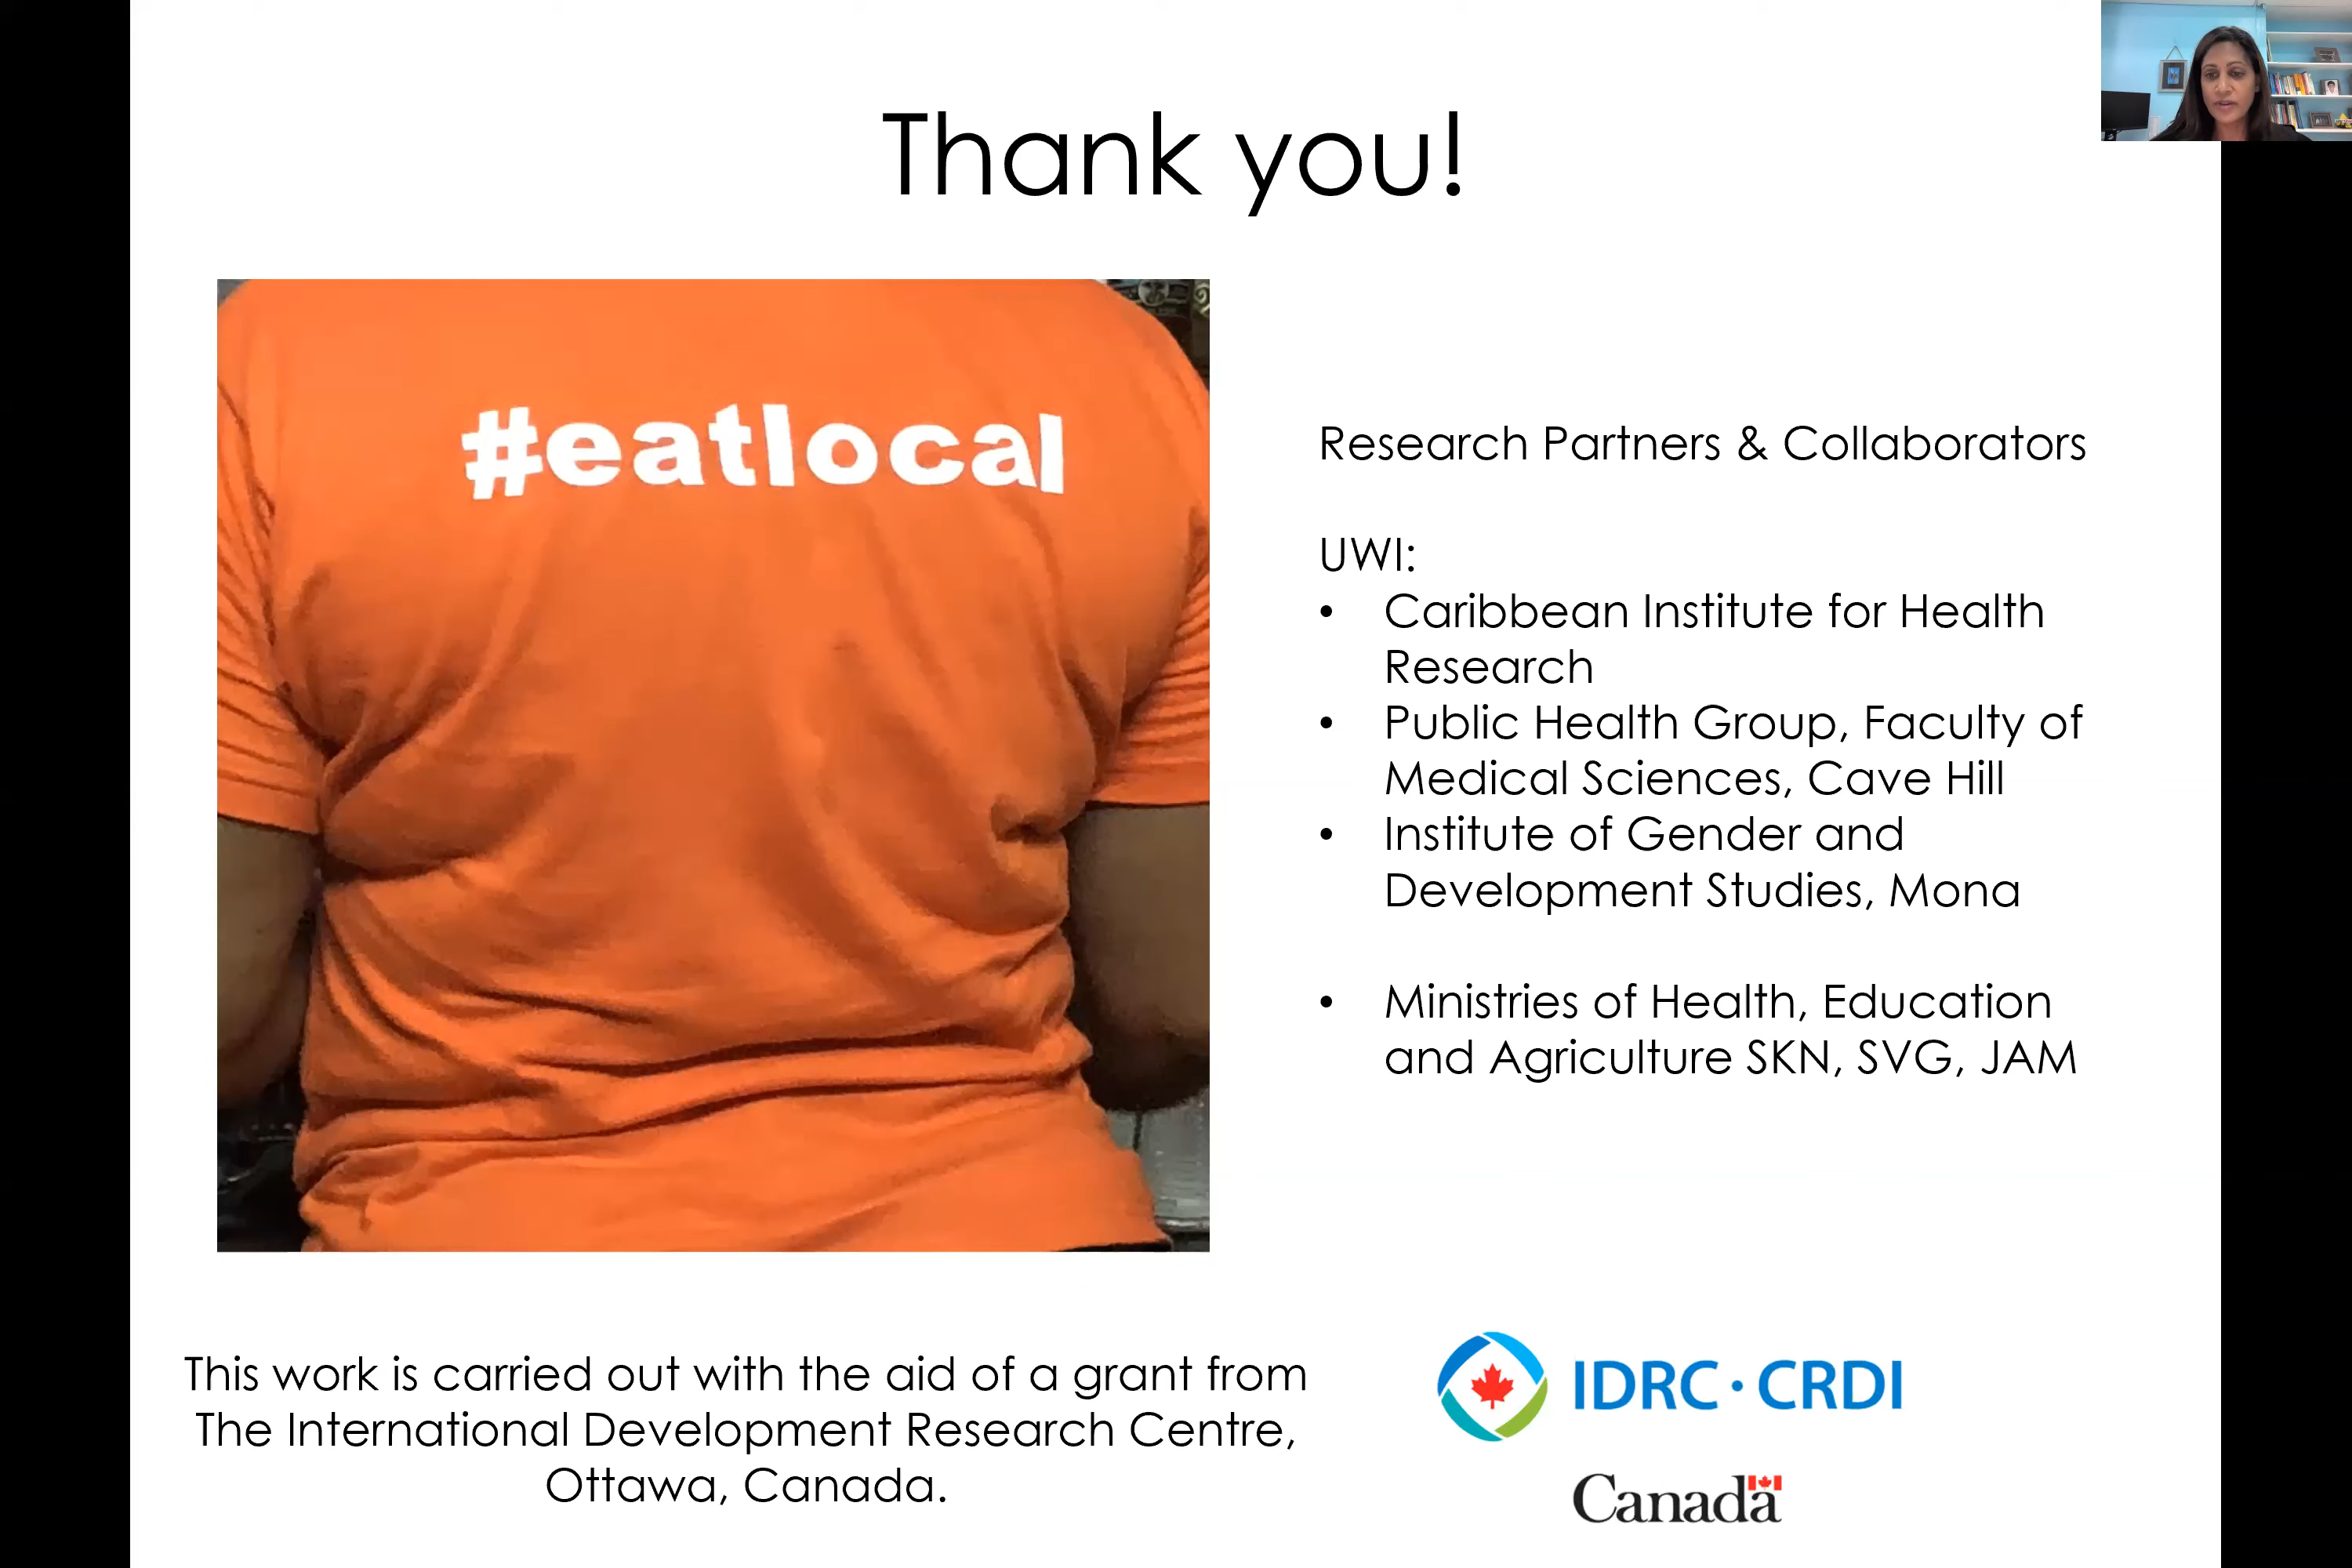 Thank you!
#eatlocal
Research Partners & Collaborators
UWI:
• Caribbean Institute for Health
Research
• Public Health Group, Faculty of
Medical Sciences, Cave Hill
• Institute of Gender and
Development Studies, Mona
• Ministries of Health, Education
and Agriculture SKN, SVG, JAM
This work is carried out with the aid of a grant from
The International Development Research Centre,
Ottawa, Canada.
IDRC · CRDI
Canada